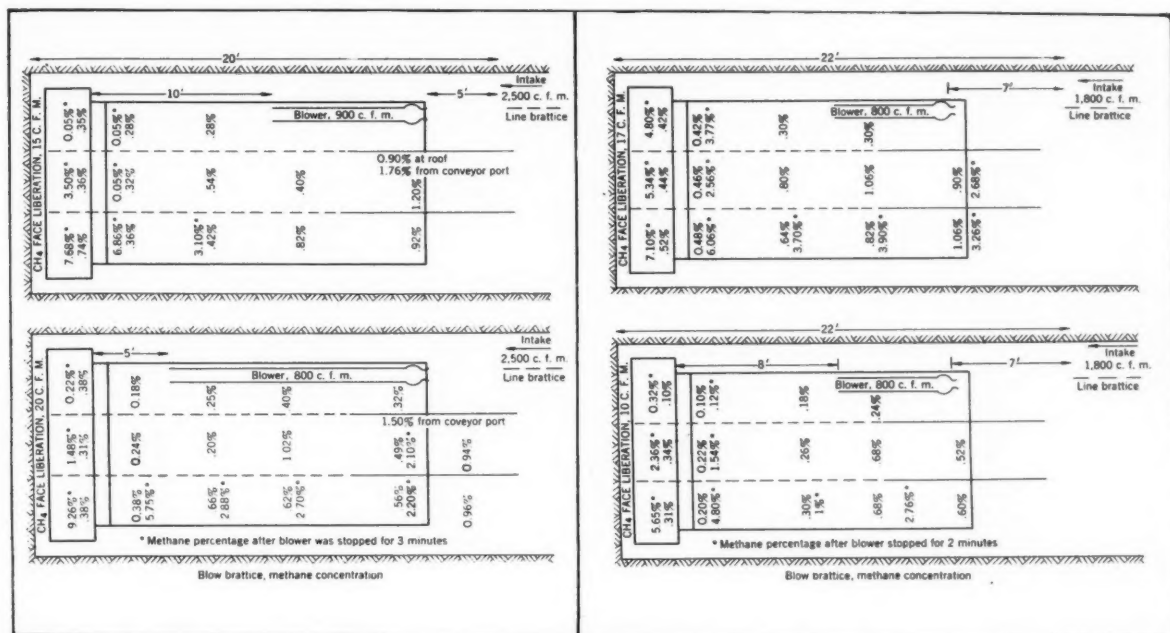 20'
Intake
2,500 c. f. m.
Line brattice
10'
5'
CH₄ FACE LIBERATION, 15 C. F. M.
0.05%* .35%
0.05%* .28%
.28%
Blower, 900 c. f. m.
3.50%* .36%
0.05%* .32%
.54%
.40%
1.20%
0.90% at roof
1.76% from conveyor port
7.68%* .74%
6.86%* .36%
3.10%* .42%
.82%
.92%
5'
Intake
2,500 c. f. m.
Line brattice
CH₄ FACE LIBERATION, 20 C. F. M.
0.22%* .38%
0.18%
.25%
.40%
.32%
Blower, 800 c. f. m.
1.50% from coveyor port
1.48%* .31%
0.24%
.20%
1.02%
.49% 2.10%*
0.94%
9.26%* .38%
0.38% 5.75%*
.66% 2.88%*
62% 2.70%*
56% 2.20%*
0.96%
* Methane percentage after blower was stopped for 3 minutes
Blow brattice, methane concentration
22'
Intake
1,800 c. f. m.
Line brattice
7'
CH₄ FACE LIBERATION, 17 C. F. M.
4.80%* .42%
0.42% 3.77%*
.30%
.30%
Blower, 800 c. f. m.
5.34%* .44%
0.46% 2.56%*
.80%
1.06%
.90%
2.68%*
7.10%* .52%
0.48% 6.06%*
.64% 3.70%*
.82% 3.90%*
1.06%
3.26%*
22'
Intake
1,800 c. f. m.
Line brattice
8'
7'
CH₄ FACE LIBERATION, 10 C. F. M.
0.32%* .10%
0.10% .12%*
.18%
.24%
Blower, 800 c. f. m.
2.36%* .34%
0.22% 1.54%*
.26%
.68%
.52%
5.65%* .31%
0.20% 4.80%*
.30% 1%*
.68%
2.76%*
.60%
* Methane percentage after blower stopped for 2 minutes
Blow brattice, methane concentration